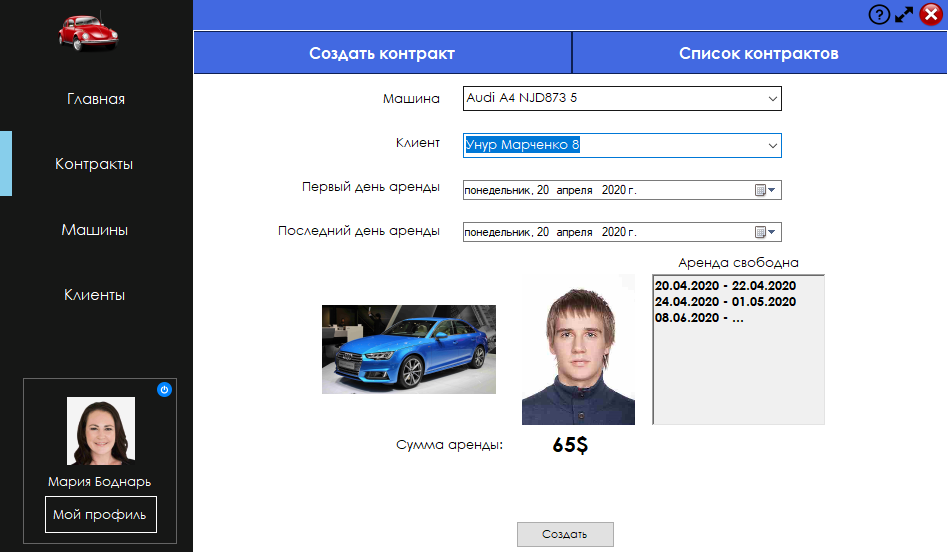 ?
Создать контракт
Список контрактов
Главная
Контракты
Машины
Клиенты
Мария Боднарь
Мой профиль
Машина
Audi A4 NJD873 5
Клиент
Унур Марченко 8
Первый день аренды
понедельник, 20 апреля 2020 г.
Последний день аренды
понедельник, 20 апреля 2020 г.
Аренда свободна
20.04.2020 - 22.04.2020
24.04.2020 - 01.05.2020
08.06.2020 - ...
Сумма аренды:
65$
Создать